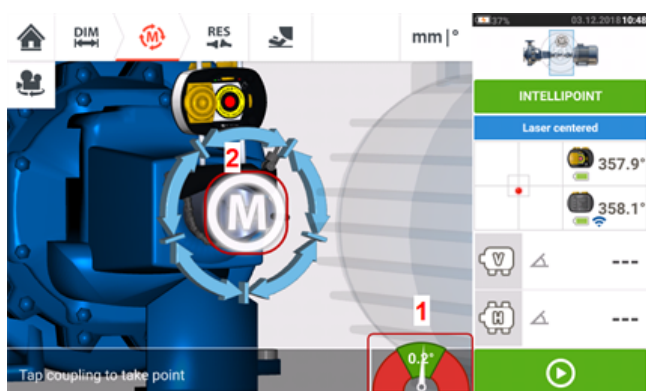 DIM
M
RES
mm|°
37%
03.12.2018 10:48
INTELLIPOINT
Laser centered
357.9°
358.1°
V
---
H
---
2
M
1
0.2°
Tap coupling to take point